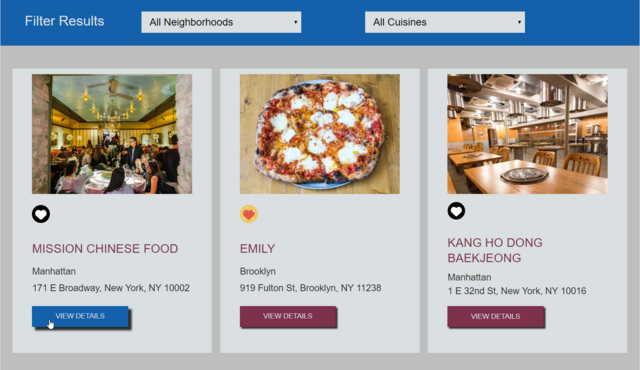 Filter Results
All Neighborhoods
All Cuisines
MISSION CHINESE FOOD
Manhattan
171 E Broadway, New York, NY 10002
VIEW DETAILS
EMILY
Brooklyn
919 Fulton St, Brooklyn, NY 11238
VIEW DETAILS
KANG HO DONG
BAEKJEONG
Manhattan
1 E 32nd St, New York, NY 10016
VIEW DETAILS